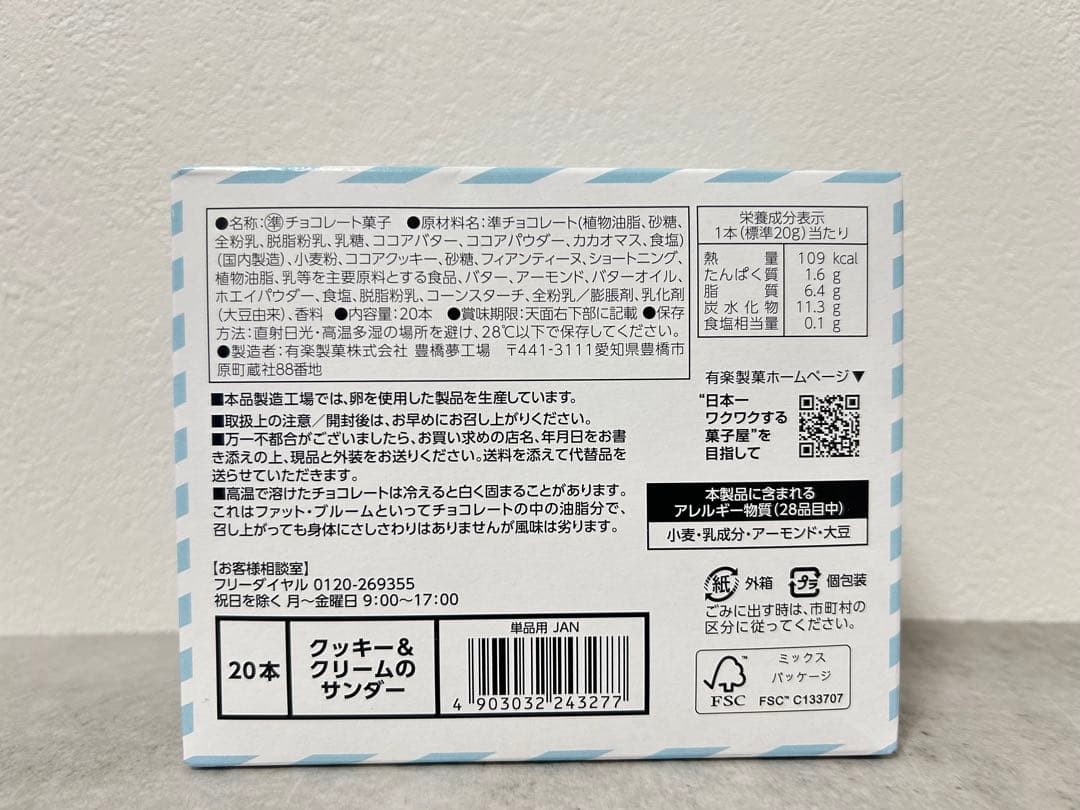 ●名称:㊜チョコレート菓子 ●原材料名:準チョコレート(植物油脂、砂糖、
全粉乳、脱脂粉乳、乳糖、ココアバター、ココアパウダー、カカオマス、食塩)
(国内製造)、小麦粉、ココアクッキー、砂糖、フィアンティーヌ、ショートニング、
植物油脂、乳等を主要原料とする食品、バター、アーモンド、バターオイル、
ホエイパウダー、食塩、脱脂粉乳、コーンスターチ、全粉乳/膨脹剤、乳化剤
(大豆由来)、香料 ●内容量:20本 ●賞味期限:天面右下部に記載 ●保存
方法:直射日光・高温多湿の場所を避け、28℃以下で保存してください。
●製造者:有楽製菓株式会社 豊橋夢工場 〒441-3111愛知県豊橋市
原町蔵社88番地
栄養成分表示
1本(標準20g)当たり
熱量 109 kcal
たんぱく質 1.6 g
脂質 6.4 g
炭水化物 11.3 g
食塩相当量 0.1 g
■本品製造工場では、卵を使用した製品を生産しています。
■取扱上の注意/開封後は、お早めにお召し上がりください。
■万一不都合がございましたら、お買い求めの店名、年月日をお書
き添えの上、現品と外装をお送りください。送料を添えて代替品を
送らせていただきます。
■高温で溶けたチョコレートは冷えると白く固まることがあります。
これはファット・ブルームといってチョコレートの中の油脂分で、
召し上がっても身体にさしさわりはありませんが風味は劣ります。
有楽製菓ホームページ▼
“日本一
ワクワクする
菓子屋”を
目指して
本製品に含まれる
アレルギー物質(28品目中)
小麦・乳成分・アーモンド・大豆
【お客様相談室】
フリーダイヤル 0120-269355
祝日を除く 月〜金曜日 9:00〜17:00
紙 外箱 プラ 個包装
ごみに出す時は、市町村の
区分に従ってください。
20本
クッキー&
クリームの
サンダー
単品用 JAN
4 903032 243277
FSC
ミックス
パッケージ
FSC™ C133707